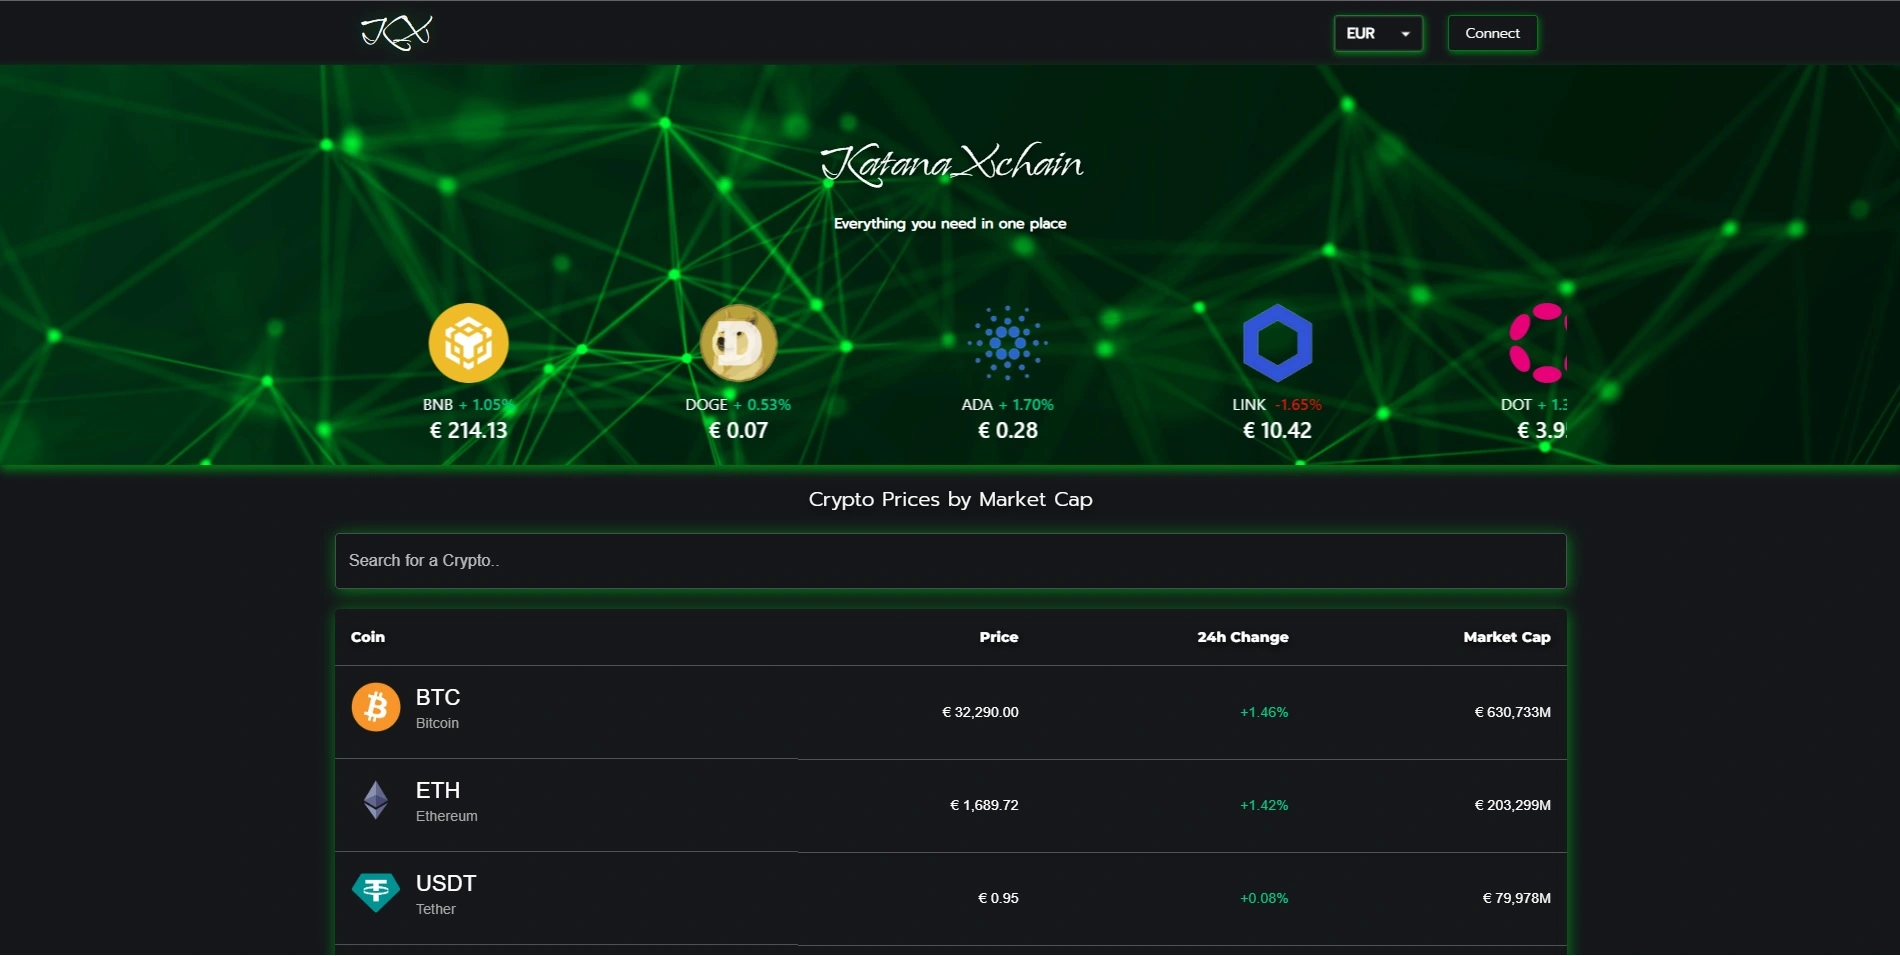 KX
EUR
Connect
Katana Xchain
Everything you need in one place
BNB + 1.05%
€ 214.13
DOGE + 0.53%
€ 0.07
ADA + 1.70%
€ 0.28
LINK -1.65%
€ 10.42
DOT + 1.3
€ 3.9
Crypto Prices by Market Cap
Search for a Crypto..
Coin Price 24h Change Market Cap
BTC
Bitcoin
€ 32,290.00 +1.46% € 630,733M
ETH
Ethereum
€ 1,689.72 +1.42% € 203,299M
USDT
Tether
€ 0.95 +0.08% € 79,978M